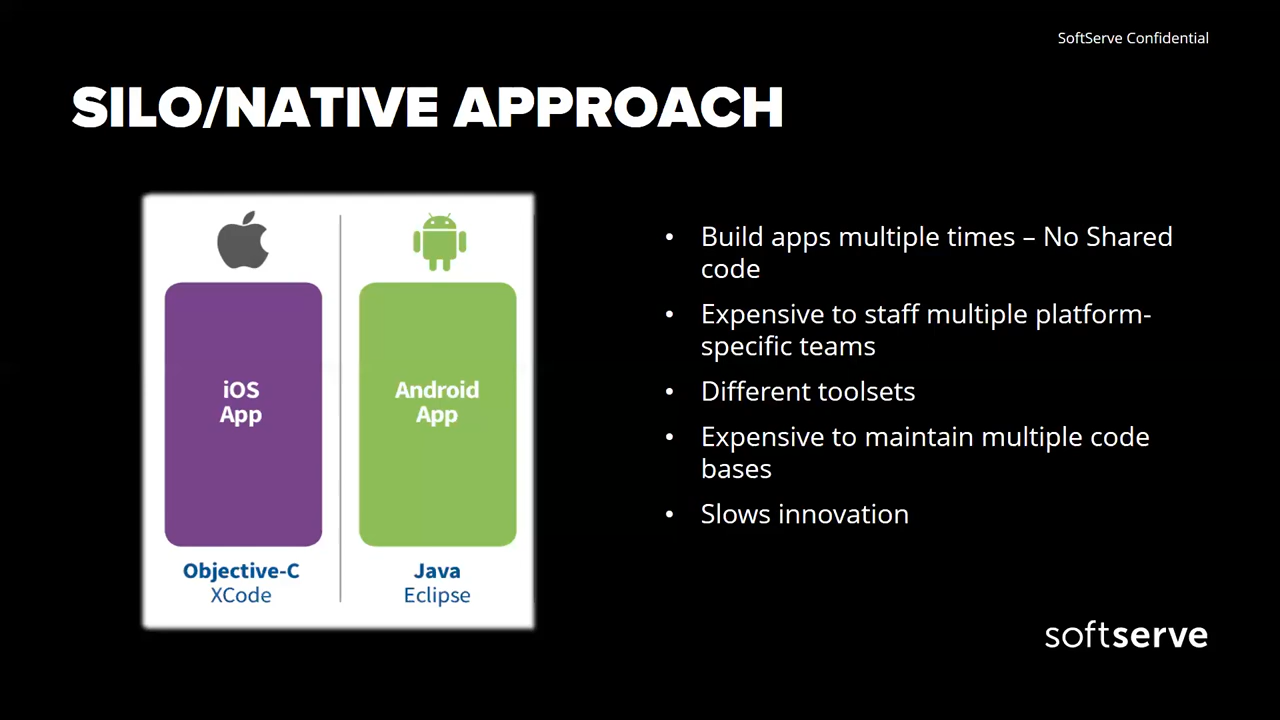 SoftServe Confidential
SILO/NATIVE APPROACH
iOS
App
Android
App
Objective-C
XCode
Java
Eclipse
• Build apps multiple times – No Shared
code
• Expensive to staff multiple platform-
specific teams
• Different toolsets
• Expensive to maintain multiple code
bases
• Slows innovation
softserve